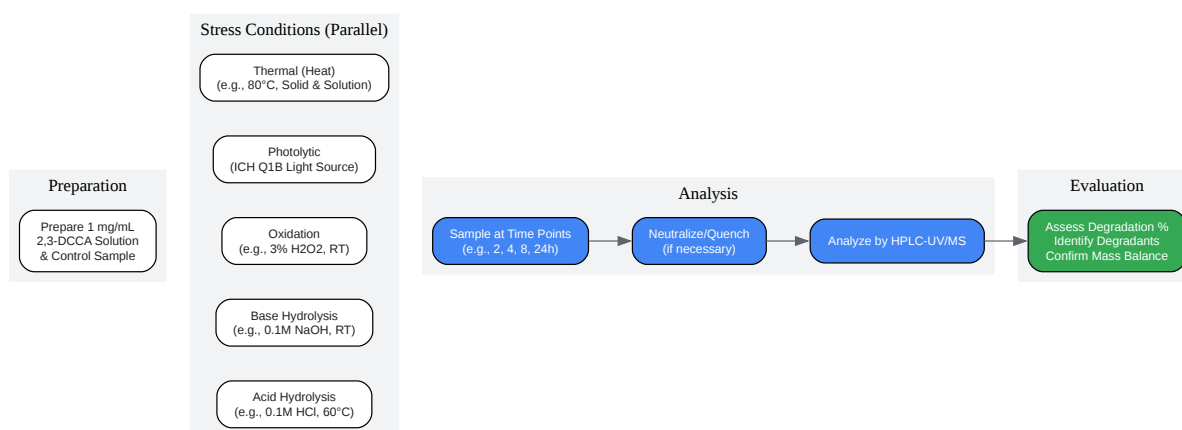 Preparation
Prepare 1 mg/mL
2,3-DCCA Solution
& Control Sample
Stress Conditions (Parallel)
Thermal (Heat)
(e.g., 80°C, Solid & Solution)
Photolytic
(ICH Q1B Light Source)
Oxidation
(e.g., 3% H2O2, RT)
Base Hydrolysis
(e.g., 0.1M NaOH, RT)
Acid Hydrolysis
(e.g., 0.1M HCl, 60°C)
Analysis
Sample at Time Points
(e.g., 2, 4, 8, 24h)
Neutralize/Quench
(if necessary)
Analyze by HPLC-UV/MS
Evaluation
Assess Degradation %
Identify Degradants
Confirm Mass Balance